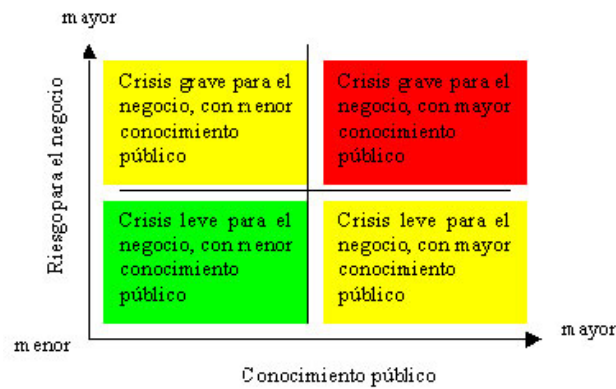 mayor
Riesgo para el negocio
Crisis grave para el
negocio, con menor
conocimiento
público
Crisis grave para el
negocio, con mayor
conocimiento
público
Crisis leve para el
negocio, con menor
conocimiento
público
Crisis leve para el
negocio, con mayor
conocimiento
público
menor
mayor
Conocimiento público